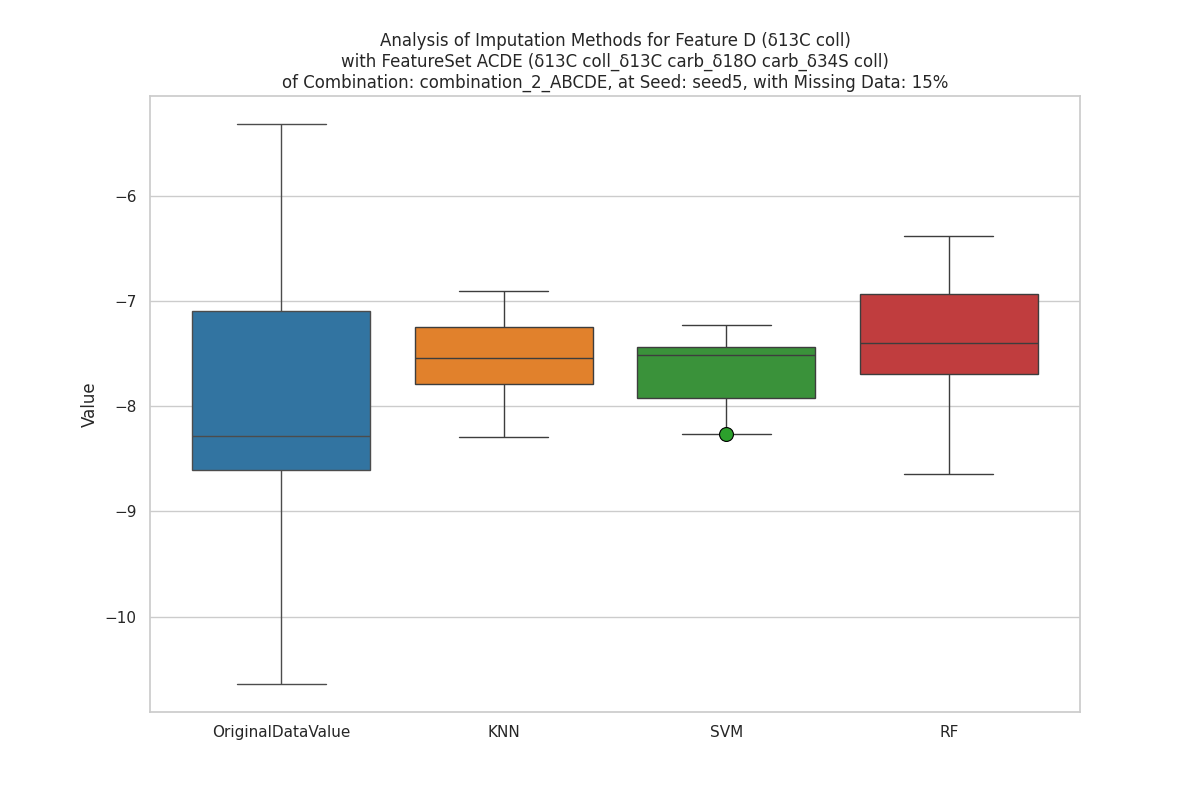 Analysis of Imputation Methods for Feature D (δ13C coll)
with FeatureSet ACDE (δ13C coll_δ13C carb_δ18O carb_δ34S coll)
of Combination: combination_2_ABCDE, at Seed: seed5, with Missing Data: 15%
Value
−6
−7
−8
−9
−10
OriginalDataValue
KNN
SVM
RF